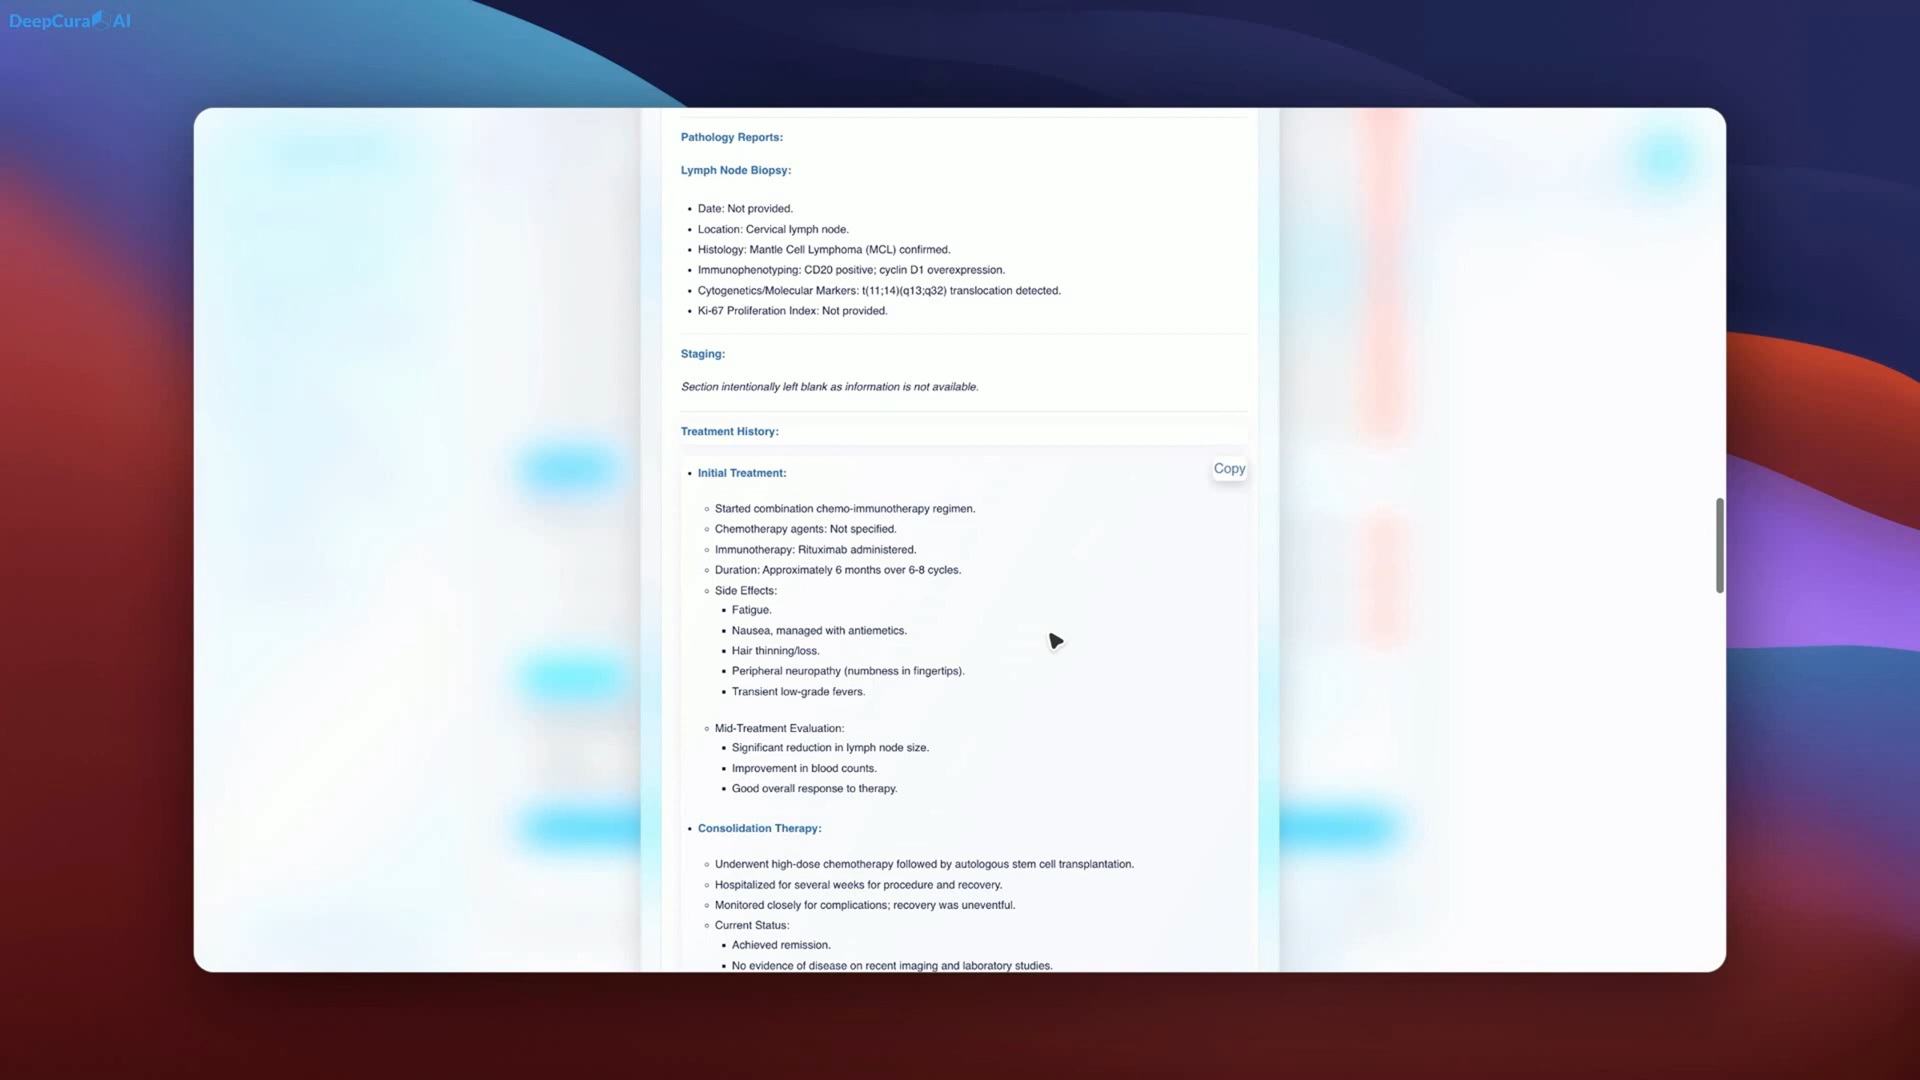 DeepCura AI
Pathology Reports:
Lymph Node Biopsy:
• Date: Not provided.
• Location: Cervical lymph node.
• Histology: Mantle Cell Lymphoma (MCL) confirmed.
• Immunophenotyping: CD20 positive; cyclin D1 overexpression.
• Cytogenetics/Molecular Markers: t(11;14)(q13;q32) translocation detected.
• Ki-67 Proliferation Index: Not provided.
Staging:
Section intentionally left blank as information is not available.
Treatment History:
Copy
• Initial Treatment:
◦ Started combination chemo-immunotherapy regimen.
◦ Chemotherapy agents: Not specified.
◦ Immunotherapy: Rituximab administered.
◦ Duration: Approximately 6 months over 6-8 cycles.
◦ Side Effects:
▪ Fatigue.
▪ Nausea, managed with antiemetics.
▪ Hair thinning/loss.
▪ Peripheral neuropathy (numbness in fingertips).
▪ Transient low-grade fevers.
◦ Mid-Treatment Evaluation:
▪ Significant reduction in lymph node size.
▪ Improvement in blood counts.
▪ Good overall response to therapy.
• Consolidation Therapy:
◦ Underwent high-dose chemotherapy followed by autologous stem cell transplantation.
◦ Hospitalized for several weeks for procedure and recovery.
◦ Monitored closely for complications; recovery was uneventful.
◦ Current Status:
▪ Achieved remission.
▪ No evidence of disease on recent imaging and laboratory studies.